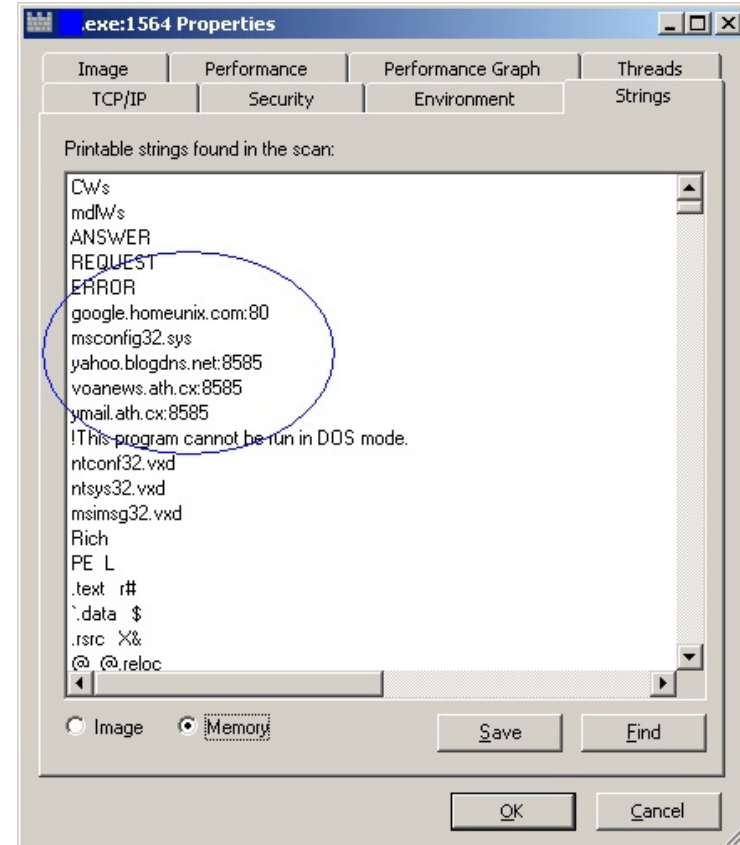 .exe:1564 Properties
Image Performance Performance Graph Threads
TCP/IP Security Environment Strings
Printable strings found in the scan:
CWs
mdlWs
ANSWER
REQUEST
ERROR
google.homeunix.com:80
msconfig32.sys
yahoo.blogdns.net:8585
voanews.ath.cx:8585
ymail.ath.cx:8585
!This program cannot be run in DOS mode.
ntconf32.vxd
ntsys32.vxd
msimsg32.vxd
Rich
PE L
.text r#
`.data $
.rsrc X&
@ @.reloc
Image Memory Save Find
OK Cancel